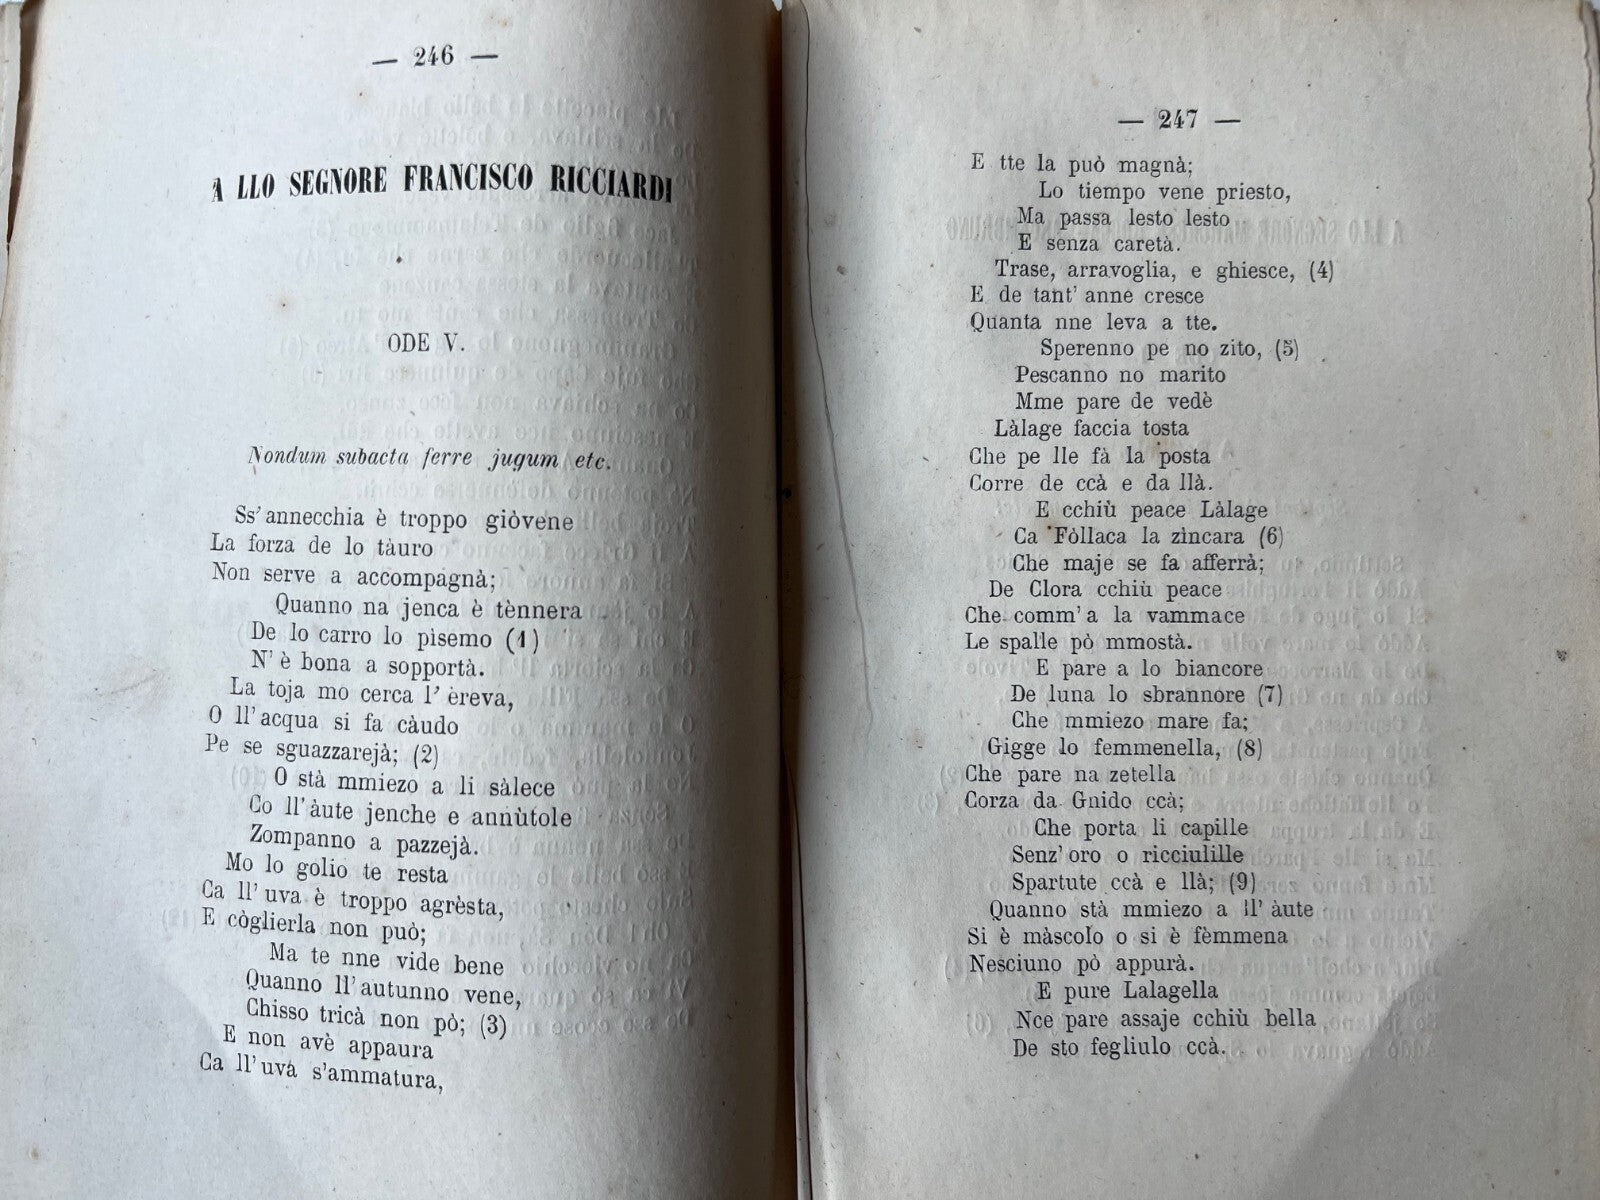 — 246 —
A LLO SEGNORE FRANCISCO RICCIARDI
ODE V.
Nondum subacta ferre jugum etc.
Ss' annecchia è troppo giòvene
La forza de lo tàuro
Non serve a accompagnà;
Quanno na jenca è tènnera
De lo carro lo pìsemo (1)
N' è bona a sopportà.
La toja mo cerca l' èreva,
O ll' acqua si fa càudo
Pe se sguazzarejà; (2)
O stà mmiezo a li sàlece
Co ll' àute jenche e annùtole
Zompanno a pazzejà.
Mo lo golio te resta
Ca ll' uva è troppo agrèsta,
E còglierla non può;
Ma te nne vide bene
Quanno ll' autunno vene,
Chisso tricà non pò; (3)
E non avè appaura
Ca ll' uva s'ammatura,
— 247 —
E tte la può magnà;
Lo tiempo vene priesto,
Ma passa lesto lesto
E senza caretà.
Trase, arravoglia, e ghiesce, (4)
E de tant' anne cresce
Quanta nne leva a tte.
Sperenno pe no zito, (5)
Pescanno no marito
Mme pare de vedè
Làlage faccia tosta
Che pe lle fà la posta
Corre de ccà e da llà.
E cchiù peace Làlage
Ca Fòllaca la zìncara (6)
Che maje se fa afferrà;
De Clora cchiù peace
Che comm' a la vammace
Le spalle pò mmostà.
E pare a lo biancore
De luna lo sbrannore (7)
Che mmiezo mare fa;
Gigge lo femmenella, (8)
Che pare na zetella
Corza da Gnido ccà;
Che porta li capille
Senz' oro o ricciulille
Spartute ccà e llà; (9)
Quanno stà mmiezo a ll' àute
Si è màscolo o si è fèmmena
Nesciuno pò appurà.
E pure Lalagella
Nce pare assaje cchiù bella
De sto fegliulo ccà.